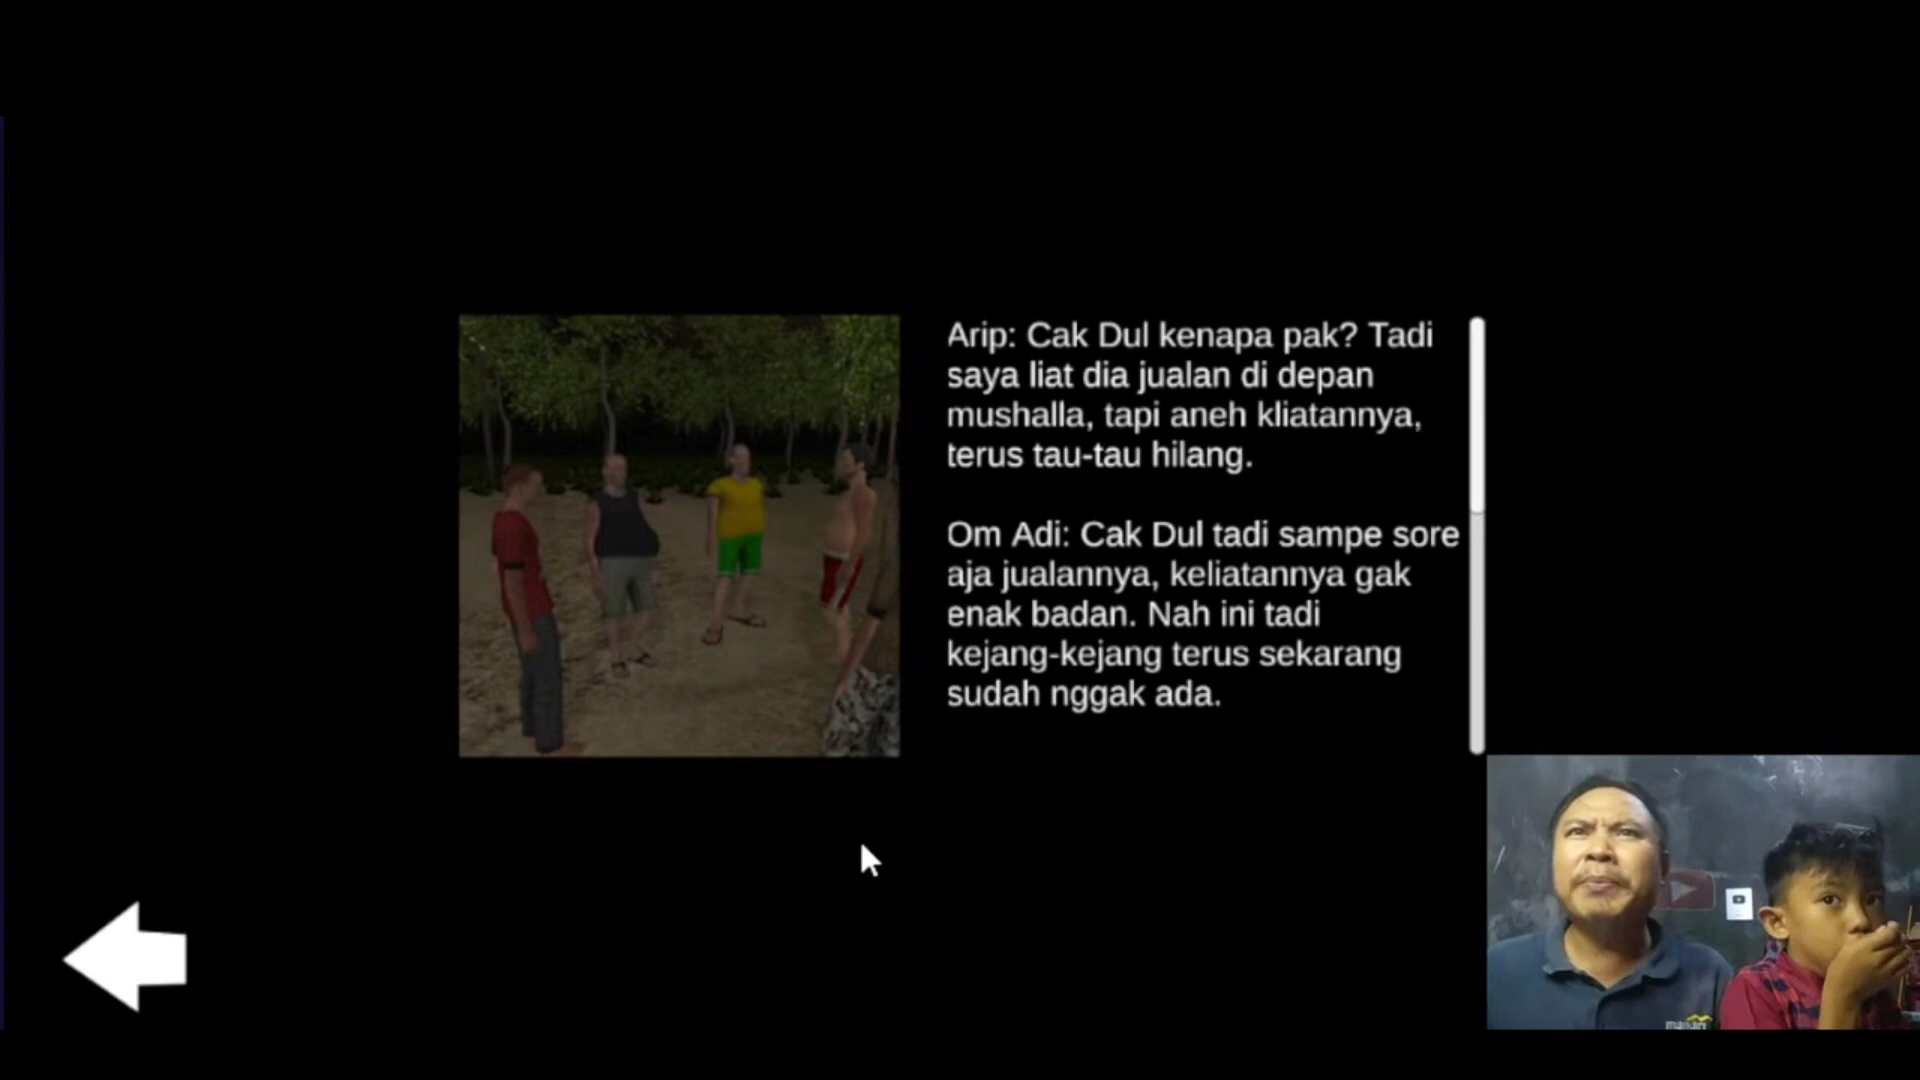 Arip: Cak Dul kenapa pak? Tadi
saya liat dia jualan di depan
mushalla, tapi aneh kliatannya,
terus tau-tau hilang.
Om Adi: Cak Dul tadi sampe sore
aja jualannya, keliatannya gak
enak badan. Nah ini tadi
kejang-kejang terus sekarang
sudah nggak ada.